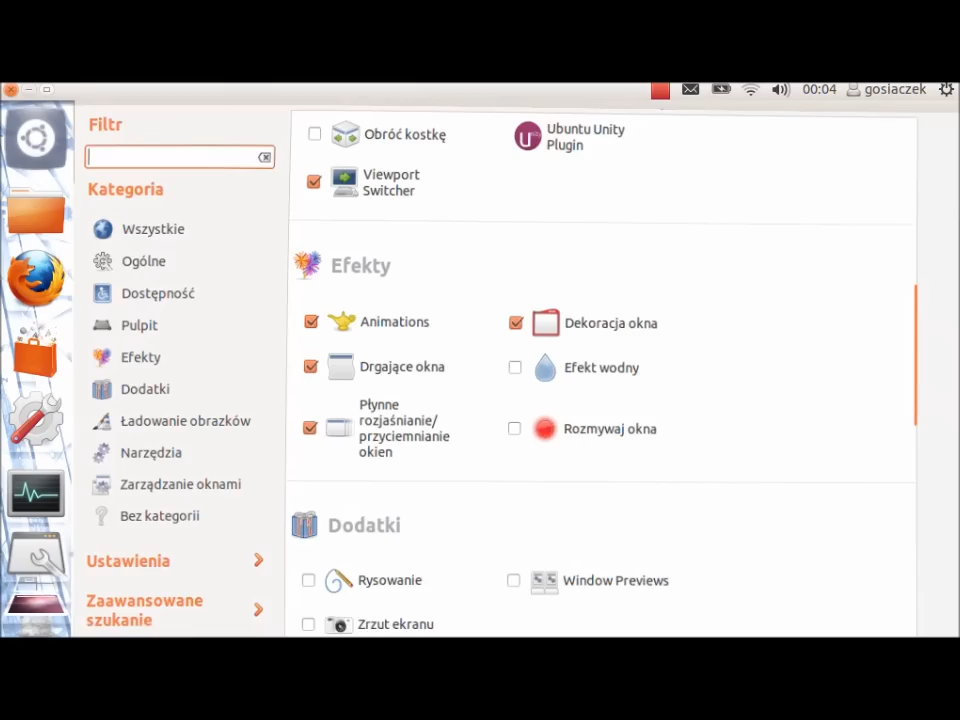 00:04 gosiaczek
Filtr
Kategoria
Wszystkie
Ogólne
Dostępność
Pulpit
Efekty
Dodatki
Ładowanie obrazków
Narzędzia
Zarządzanie oknami
Bez kategorii
Ustawienia
Zaawansowane
szukanie
Obróć kostkę
Ubuntu Unity
Plugin
Viewport
Switcher
Efekty
Animations
Dekoracja okna
Drgające okna
Efekt wodny
Płynne
rozjaśnianie/
przyciemnianie
okien
Rozmywaj okna
Dodatki
Rysowanie
Window Previews
Zrzut ekranu